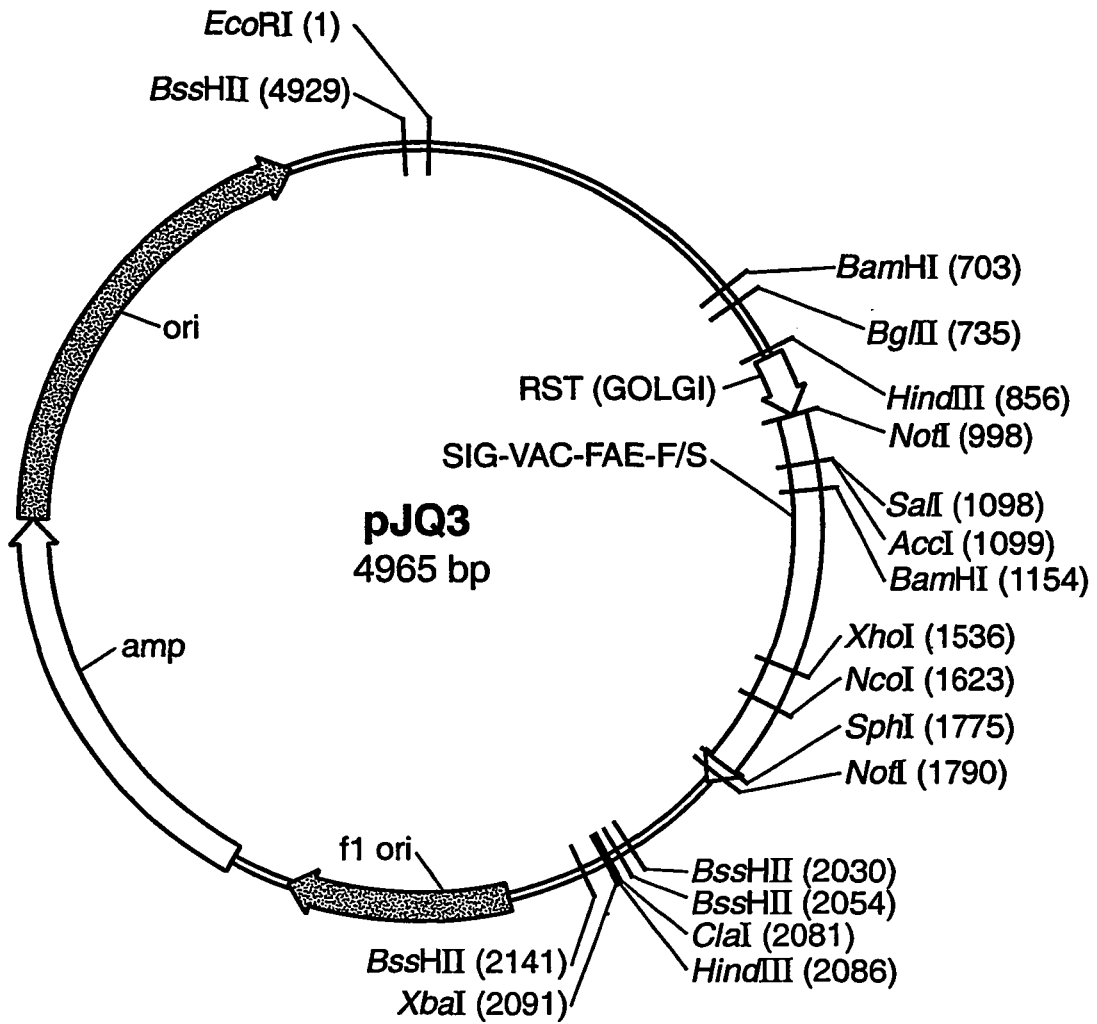 EcoRI (1)
BssHII (4929)
BamHI (703)
BglII (735)
ori
RST (GOLGI)
HindIII (856)
NotI (998)
SIG-VAC-FAE-F/S
SalI (1098)
pJQ3
AccI (1099)
4965 bp
BamHI (1154)
amp
XhoI (1536)
NcoI (1623)
SphI (1775)
NotI (1790)
f1 ori
BssHII (2030)
BssHII (2054)
ClaI (2081)
BssHII (2141)
HindIII (2086)
XbaI (2091)